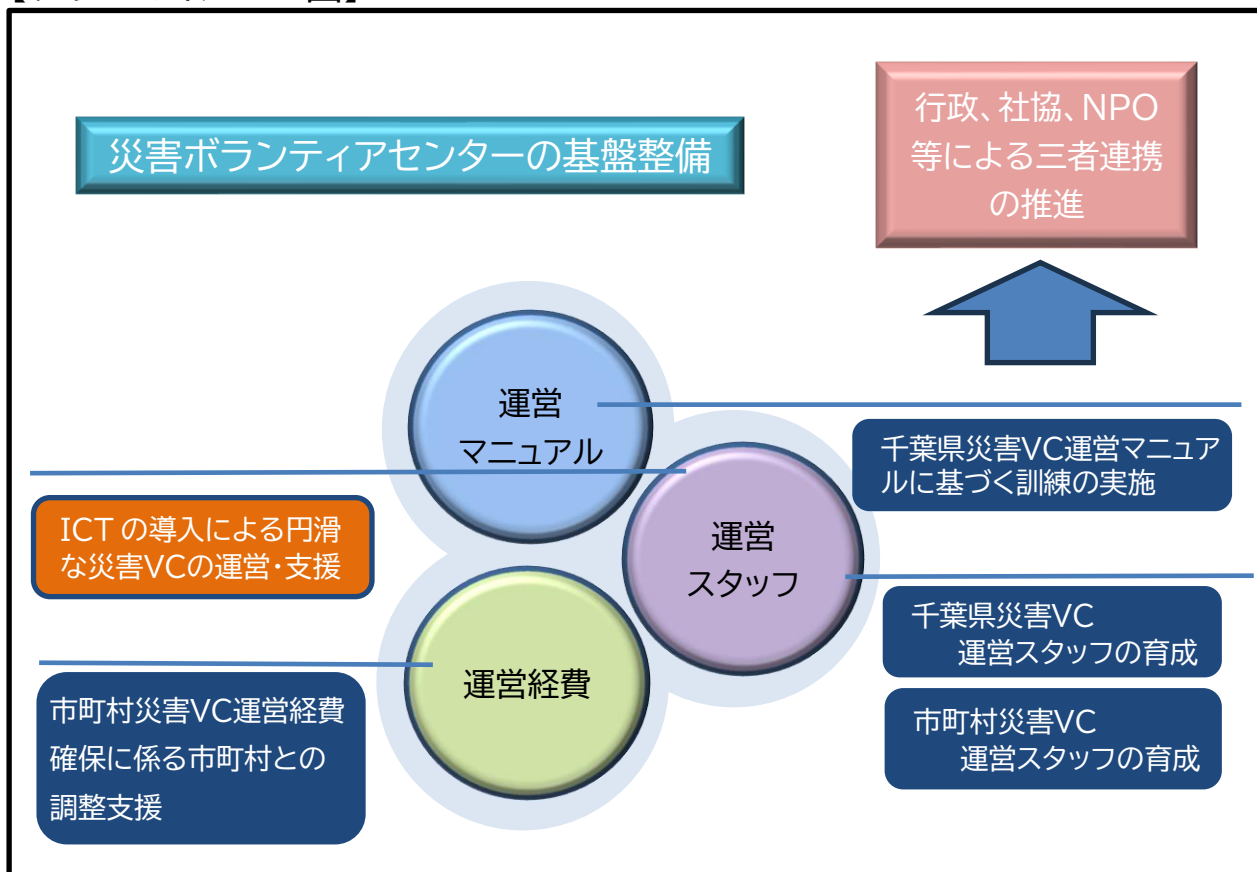 災害ボランティアセンターの基盤整備
行政、社協、NPO
等による三者連携
の推進
運営
マニュアル
千葉県災害VC運営マニュア
ルに基づく訓練の実施
ICTの導入による円滑
な災害VCの運営・支援
運営
スタッフ
千葉県災害VC
運営スタッフの育成
運営経費
市町村災害VC運営経費
確保に係る市町村との
調整支援
市町村災害VC
運営スタッフの育成